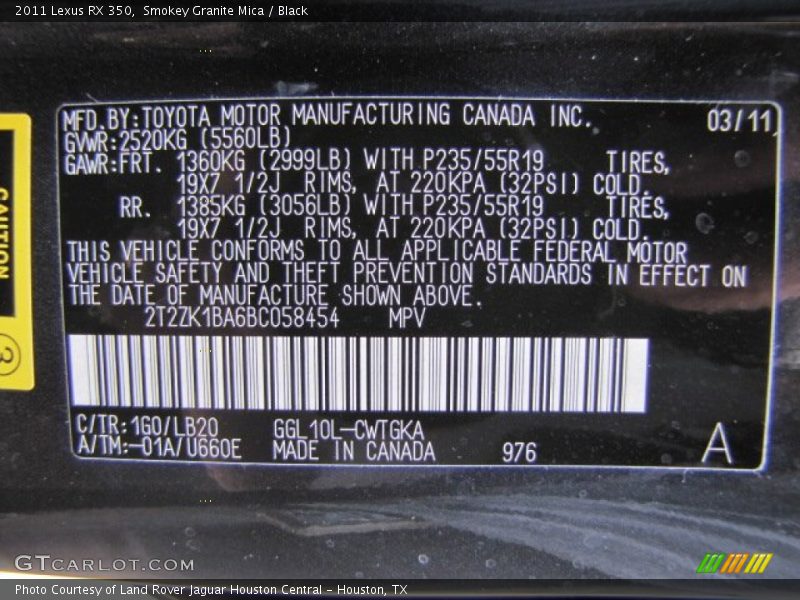 2011 Lexus RX 350, Smokey Granite Mica / Black
MFD.BY:TOYOTA MOTOR MANUFACTURING CANADA INC. 03/11
GVWR:2520KG (5560LB)
GAWR:FRT. 1360KG (2999LB) WITH P235/55R19 TIRES,
19X7 1/2J RIMS, AT 220KPA (32PSI) COLD.
RR. 1385KG (3056LB) WITH P235/55R19 TIRES,
19X7 1/2J RIMS, AT 220KPA (32PSI) COLD.
THIS VEHICLE CONFORMS TO ALL APPLICABLE FEDERAL MOTOR
VEHICLE SAFETY AND THEFT PREVENTION STANDARDS IN EFFECT ON
THE DATE OF MANUFACTURE SHOWN ABOVE.
2T2ZK1BA6BC058454 MPV
C/TR:1G0/LB20 GGL10L-CWTGKA
A/TM:-01A/U660E MADE IN CANADA 976 A
CAUTION
3
GTCARLOT.COM
Photo Courtesy of Land Rover Jaguar Houston Central - Houston, TX